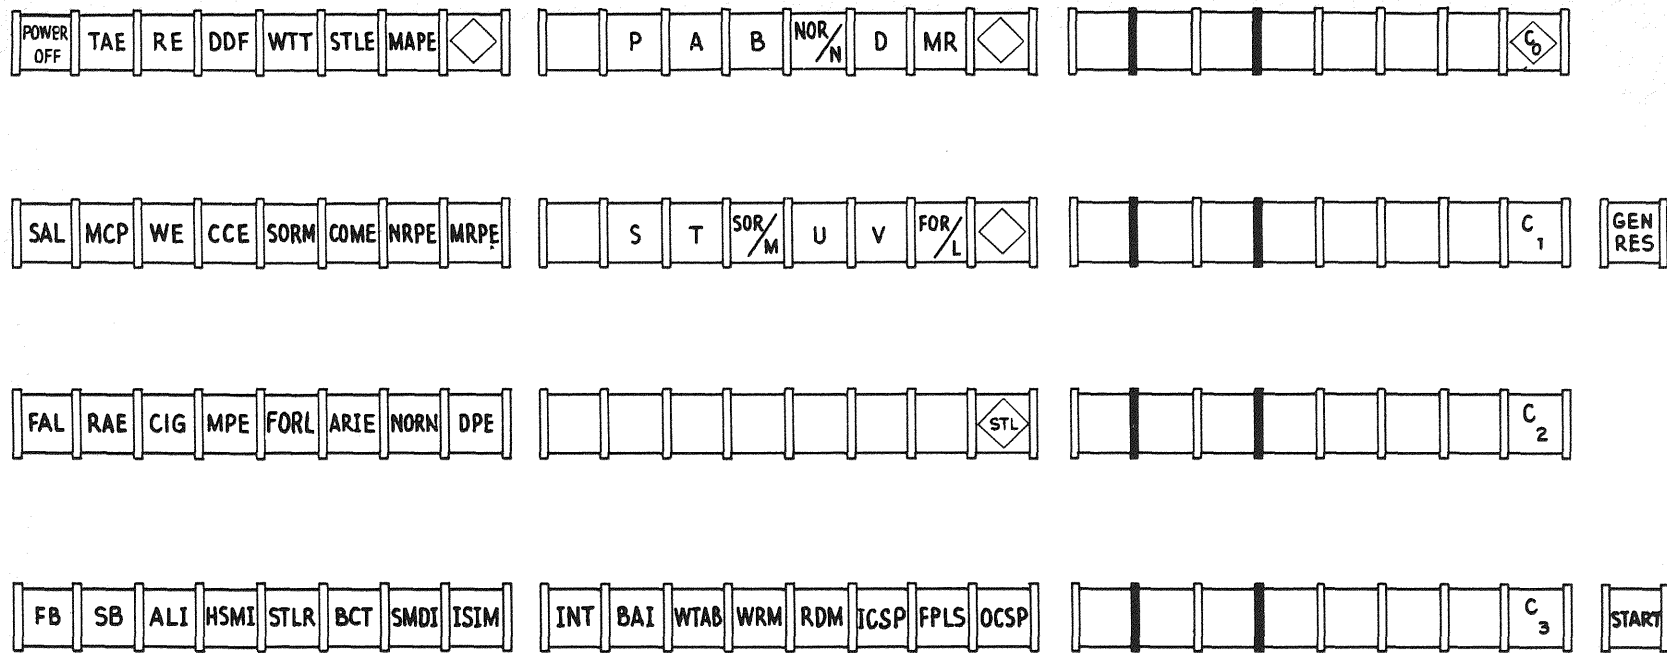 POWER OFF TAE RE DDF WTT STLE MAPE P A B NOR/N D MR C0
SAL MCP WE CCE SORM COME NRPE MRPE S T SOR/M U V FOR/L C1 GEN RES
FAL RAE CIG MPE FORL ARIE NORN DPE STL C2
FB SB ALI HSMI STLR BCT SMDI ISIM INT BAI WTAB WRM RDM ICSP FPLS OCSP C3 START